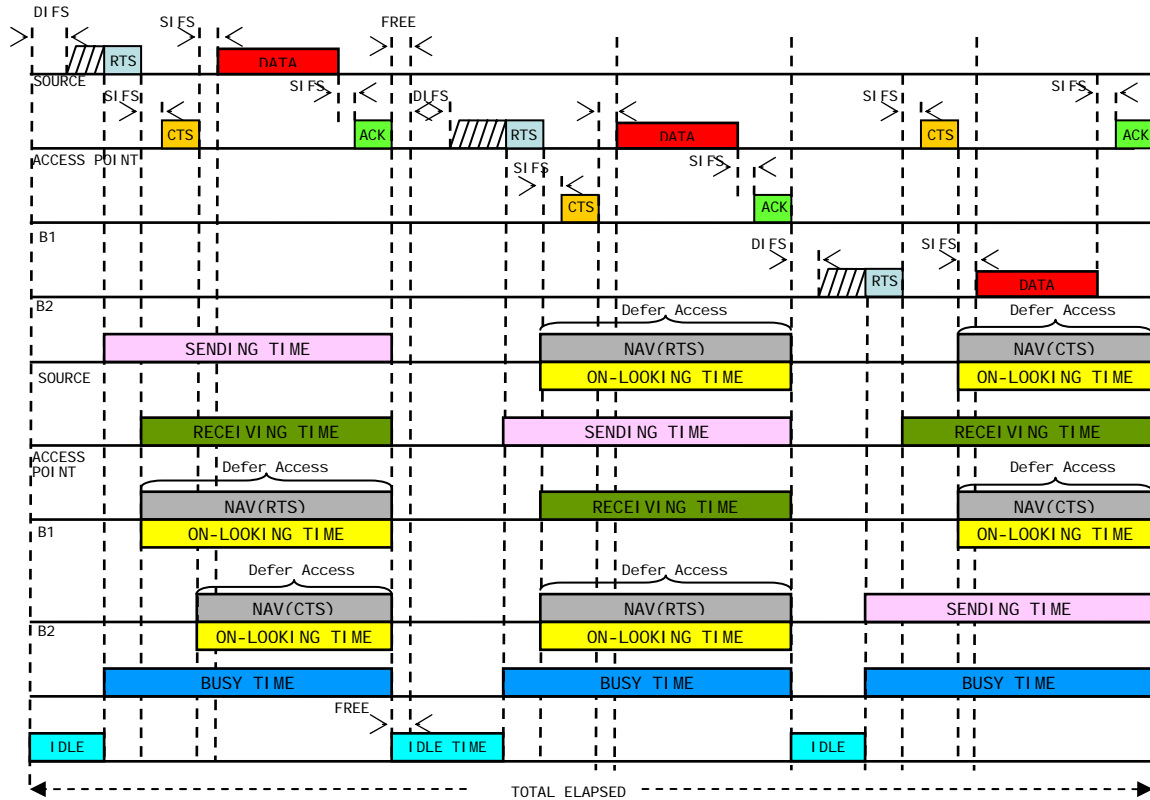 DIFS
SIFS
FREE
RTS
DATA
SOURCE
SIFS
SIFS
DIFS
SIFS
SIFS
CTS
ACK
RTS
DATA
CTS
ACK
ACCESS POINT
SIFS
SIFS
CTS
ACK
B1
DIFS
SIFS
RTS
DATA
B2
Defer Access
Defer Access
SENDING TIME
NAV(RTS)
NAV(CTS)
SOURCE
ON-LOOKING TIME
ON-LOOKING TIME
RECEIVING TIME
SENDING TIME
RECEIVING TIME
ACCESS
POINT
Defer Access
Defer Access
NAV(RTS)
RECEIVING TIME
NAV(CTS)
B1
ON-LOOKING TIME
ON-LOOKING TIME
Defer Access
Defer Access
NAV(CTS)
NAV(RTS)
SENDING TIME
B2
ON-LOOKING TIME
ON-LOOKING TIME
BUSY TIME
BUSY TIME
BUSY TIME
FREE
IDLE
IDLE TIME
IDLE
TOTAL ELAPSED